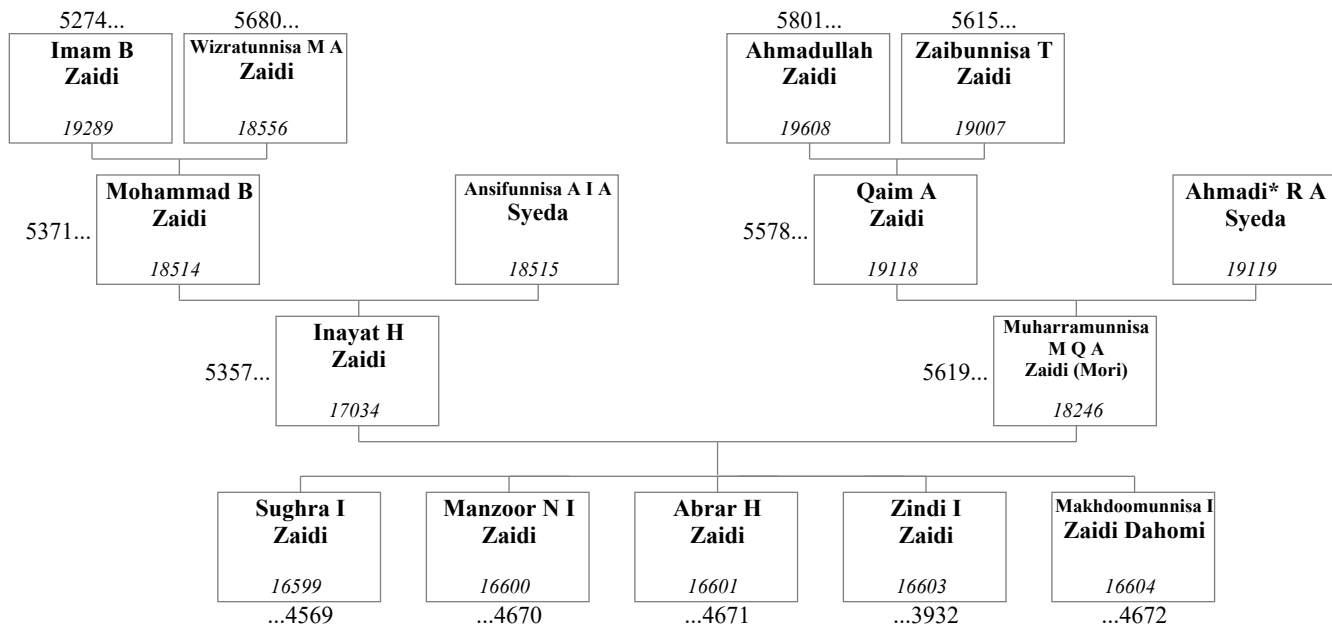 5274...
5680...
5801...
5615...
Imam B
Zaidi
19289
Wizratunnisa M A
Zaidi
18556
Ahmadullah
Zaidi
19608
Zaibunnisa T
Zaidi
19007
5371...
Mohammad B
Zaidi
18514
Ansifunnisa A I A
Syeda
18515
5578...
Qaim A
Zaidi
19118
Ahmadi* R A
Syeda
19119
5357...
Inayat H
Zaidi
17034
5619...
Muharramunnisa
M Q A
Zaidi (Mori)
18246
Sughra I
Zaidi
16599
...4569
Manzoor N I
Zaidi
16600
...4670
Abrar H
Zaidi
16601
...4671
Zindi I
Zaidi
16603
...3932
Makhdoomunnisa I
Zaidi Dahomi
16604
...4672